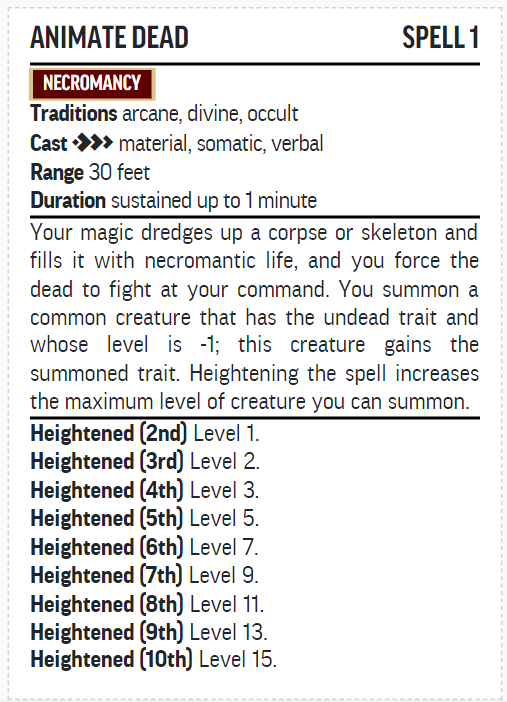 ANIMATE DEAD SPELL 1
NECROMANCY
Traditions arcane, divine, occult
Cast material, somatic, verbal
Range 30 feet
Duration sustained up to 1 minute
Your magic dredges up a corpse or skeleton and
fills it with necromantic life, and you force the
dead to fight at your command. You summon a
common creature that has the undead trait and
whose level is -1; this creature gains the
summoned trait. Heightening the spell increases
the maximum level of creature you can summon.
Heightened (2nd) Level 1.
Heightened (3rd) Level 2.
Heightened (4th) Level 3.
Heightened (5th) Level 5.
Heightened (6th) Level 7.
Heightened (7th) Level 9.
Heightened (8th) Level 11.
Heightened (9th) Level 13.
Heightened (10th) Level 15.